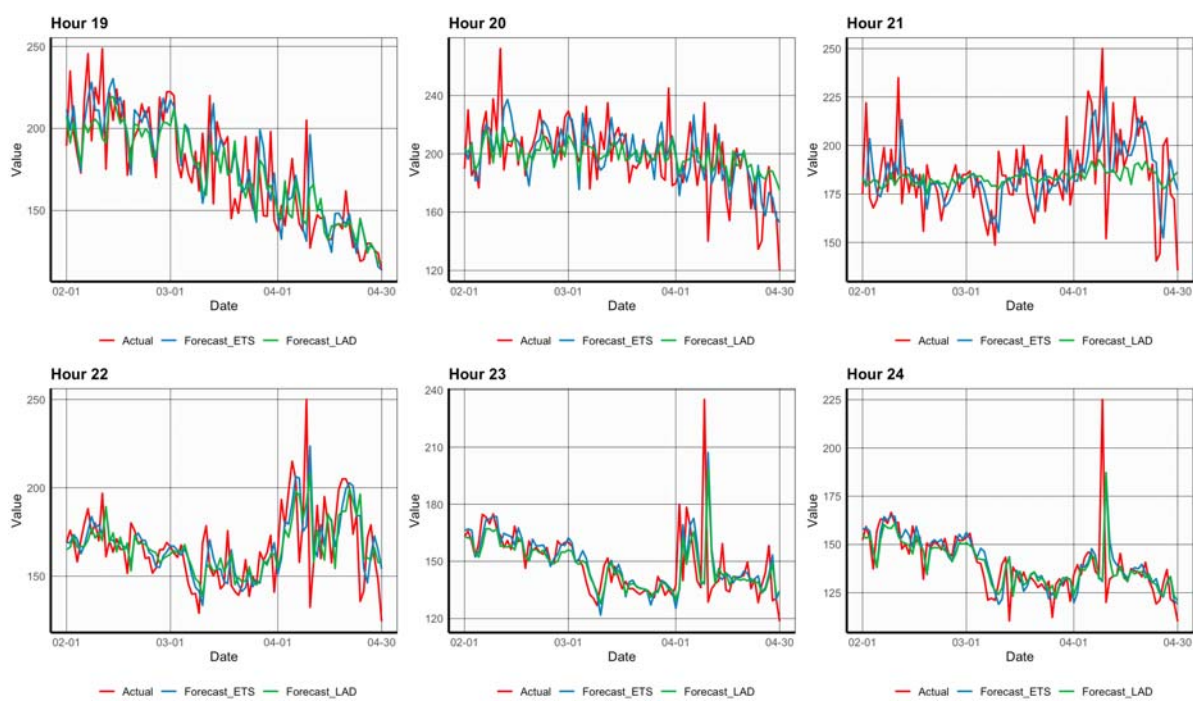 Hour 19
Hour 20
Hour 21
250
200
150
Value
02-01
03-01
04-01
04-30
Date
240
200
160
120
Value
02-01
03-01
04-01
04-30
Date
250
225
200
175
150
Value
02-01
03-01
04-01
04-30
Date
Actual Forecast_ETS Forecast_LAD
Actual Forecast_ETS Forecast_LAD
Actual Forecast_ETS Forecast_LAD
Hour 22
Hour 23
Hour 24
250
200
150
Value
02-01
03-01
04-01
04-30
Date
240
210
180
150
120
Value
02-01
03-01
04-01
04-30
Date
225
200
175
150
125
Value
02-01
03-01
04-01
04-30
Date
Actual Forecast_ETS Forecast_LAD
Actual Forecast_ETS Forecast_LAD
Actual Forecast_ETS Forecast_LAD